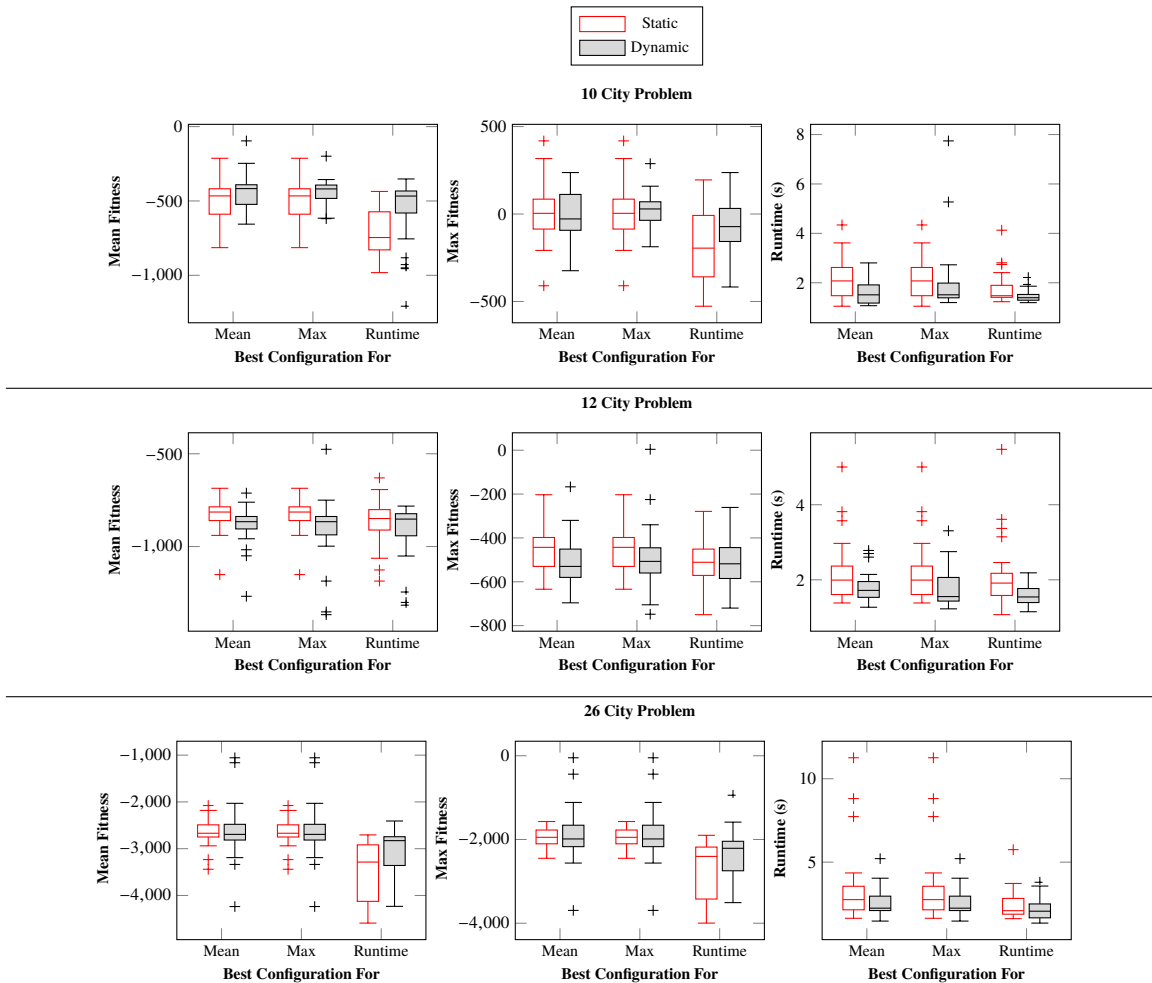 Static
Dynamic
10 City Problem
0
−500
−1,000
Mean Fitness
Mean Max Runtime
Best Configuration For
500
0
−500
Max Fitness
Mean Max Runtime
Best Configuration For
8
6
4
2
Runtime (s)
Mean Max Runtime
Best Configuration For
12 City Problem
−500
−1,000
Mean Fitness
Mean Max Runtime
Best Configuration For
0
−200
−400
−600
−800
Max Fitness
Mean Max Runtime
Best Configuration For
4
2
Runtime (s)
Mean Max Runtime
Best Configuration For
26 City Problem
−1,000
−2,000
−3,000
−4,000
Mean Fitness
Mean Max Runtime
Best Configuration For
0
−2,000
−4,000
Max Fitness
Mean Max Runtime
Best Configuration For
10
5
Runtime (s)
Mean Max Runtime
Best Configuration For